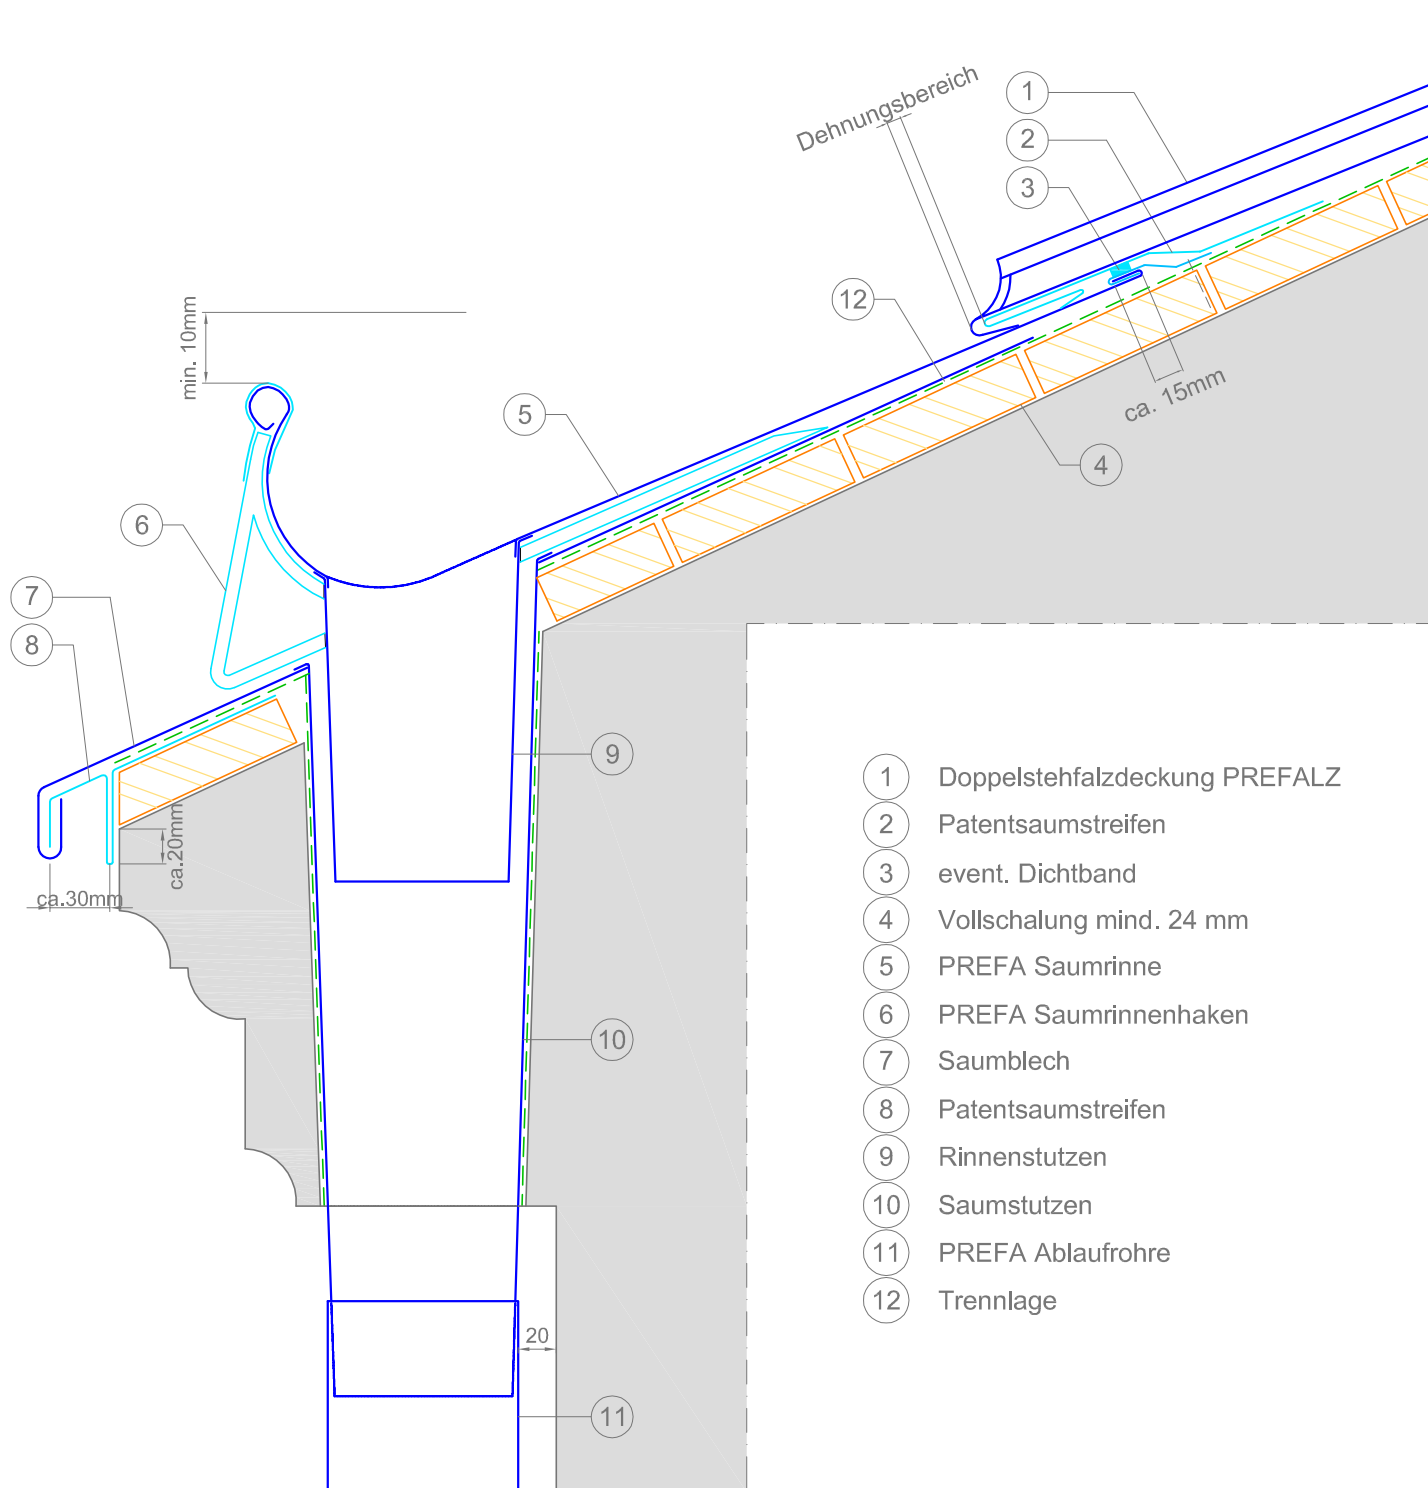 Dehnungsbereich
1
2
3
12
min. 10mm
ca. 15mm
5
4
6
7
8
9
ca.20mm
ca.30mm
10
20
11
1 Doppelstehfalzdeckung PREFALZ
2 Patentsaumstreifen
3 event. Dichtband
4 Vollschalung mind. 24 mm
5 PREFA Saumrinne
6 PREFA Saumrinnenhaken
7 Saumblech
8 Patentsaumstreifen
9 Rinnenstutzen
10 Saumstutzen
11 PREFA Ablaufrohre
12 Trennlage